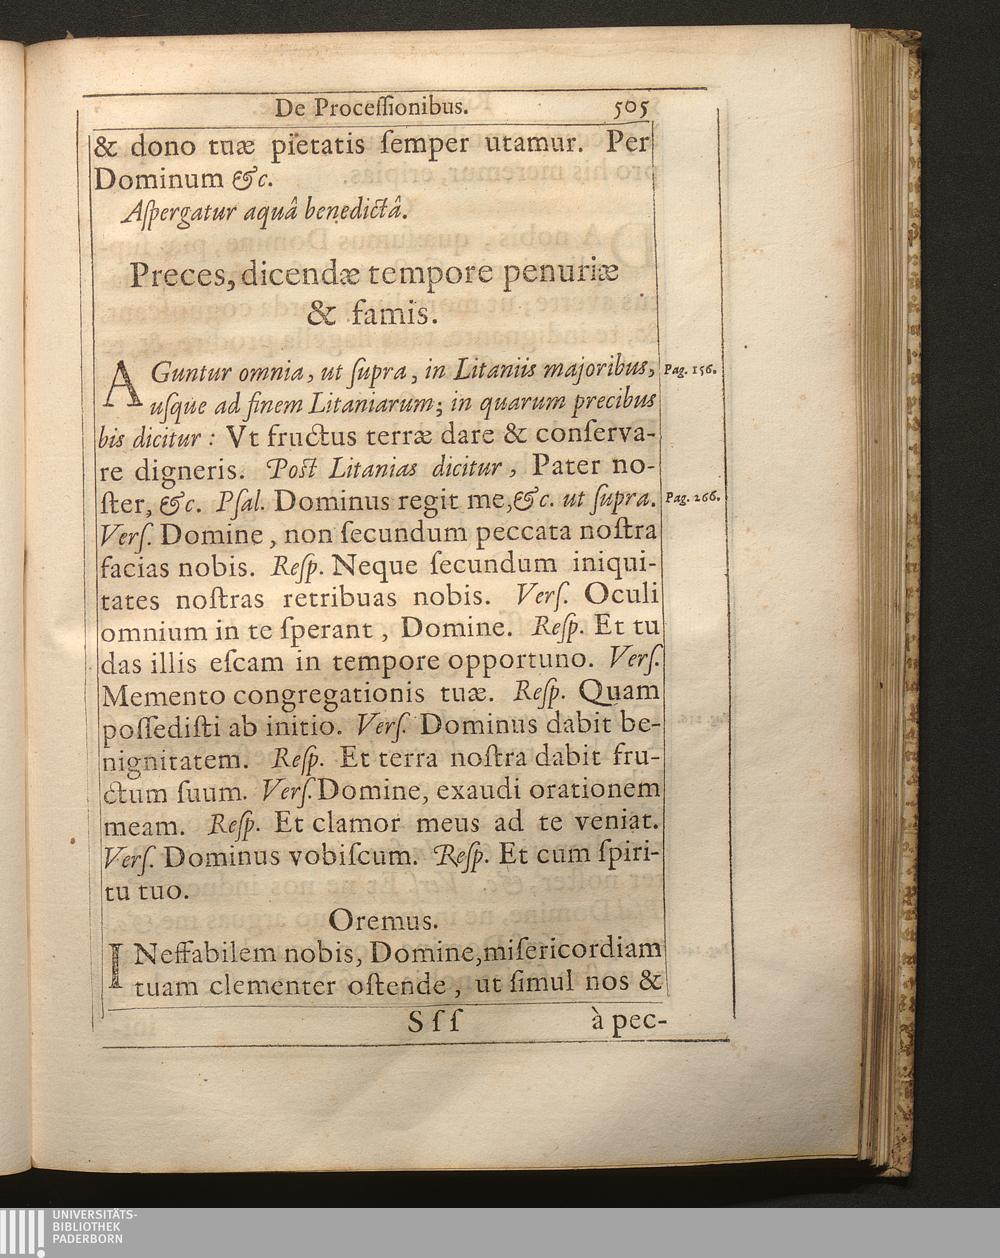 De Proceſſionibus. 505
& dono tuæ pietatis ſemper utamur. Per
Dominum &c.
Aſpergatur aquâ benedictâ.
Preces, dicendæ tempore penuriæ
& famis.
AGuntur omnia, ut ſupra, in Litaniis majoribus, Pag. 156.
uſque ad finem Litaniarum; in quarum precibus
bis dicitur: Vt fructus terræ dare & conſerva-
re digneris. Poſt Litanias dicitur, Pater no-
ſter, &c. Pſal. Dominus regit me, &c. ut ſupra. Pag. 266.
Verſ. Domine, non ſecundum peccata noſtra
facias nobis. Reſp. Neque ſecundum iniqui-
tates noſtras retribuas nobis. Verſ. Oculi
omnium in te ſperant, Domine. Reſp. Et tu
das illis eſcam in tempore opportuno. Verſ.
Memento congregationis tuæ. Reſp. Quam
poſſediſti ab initio. Verſ. Dominus dabit be-
nignitatem. Reſp. Et terra noſtra dabit fru-
ctum ſuum. Verſ. Domine, exaudi orationem
meam. Reſp. Et clamor meus ad te veniat.
Verſ. Dominus vobiſcum. Reſp. Et cum ſpiri-
tu tuo.
Oremus.
INeffabilem nobis, Domine, miſericordiam
tuam clementer oſtende, ut ſimul nos &
Sſſ à pec-
UNIVERSITÄTS-
BIBLIOTHEK
PADERBORN